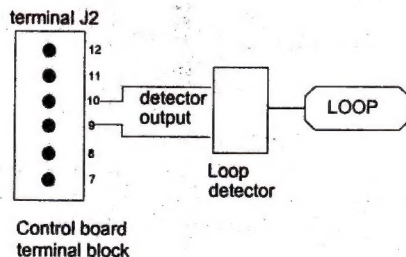 terminal J2
12
11
10
9
8
7
detector
output
LOOP
Loop
detector
Control board
terminal block